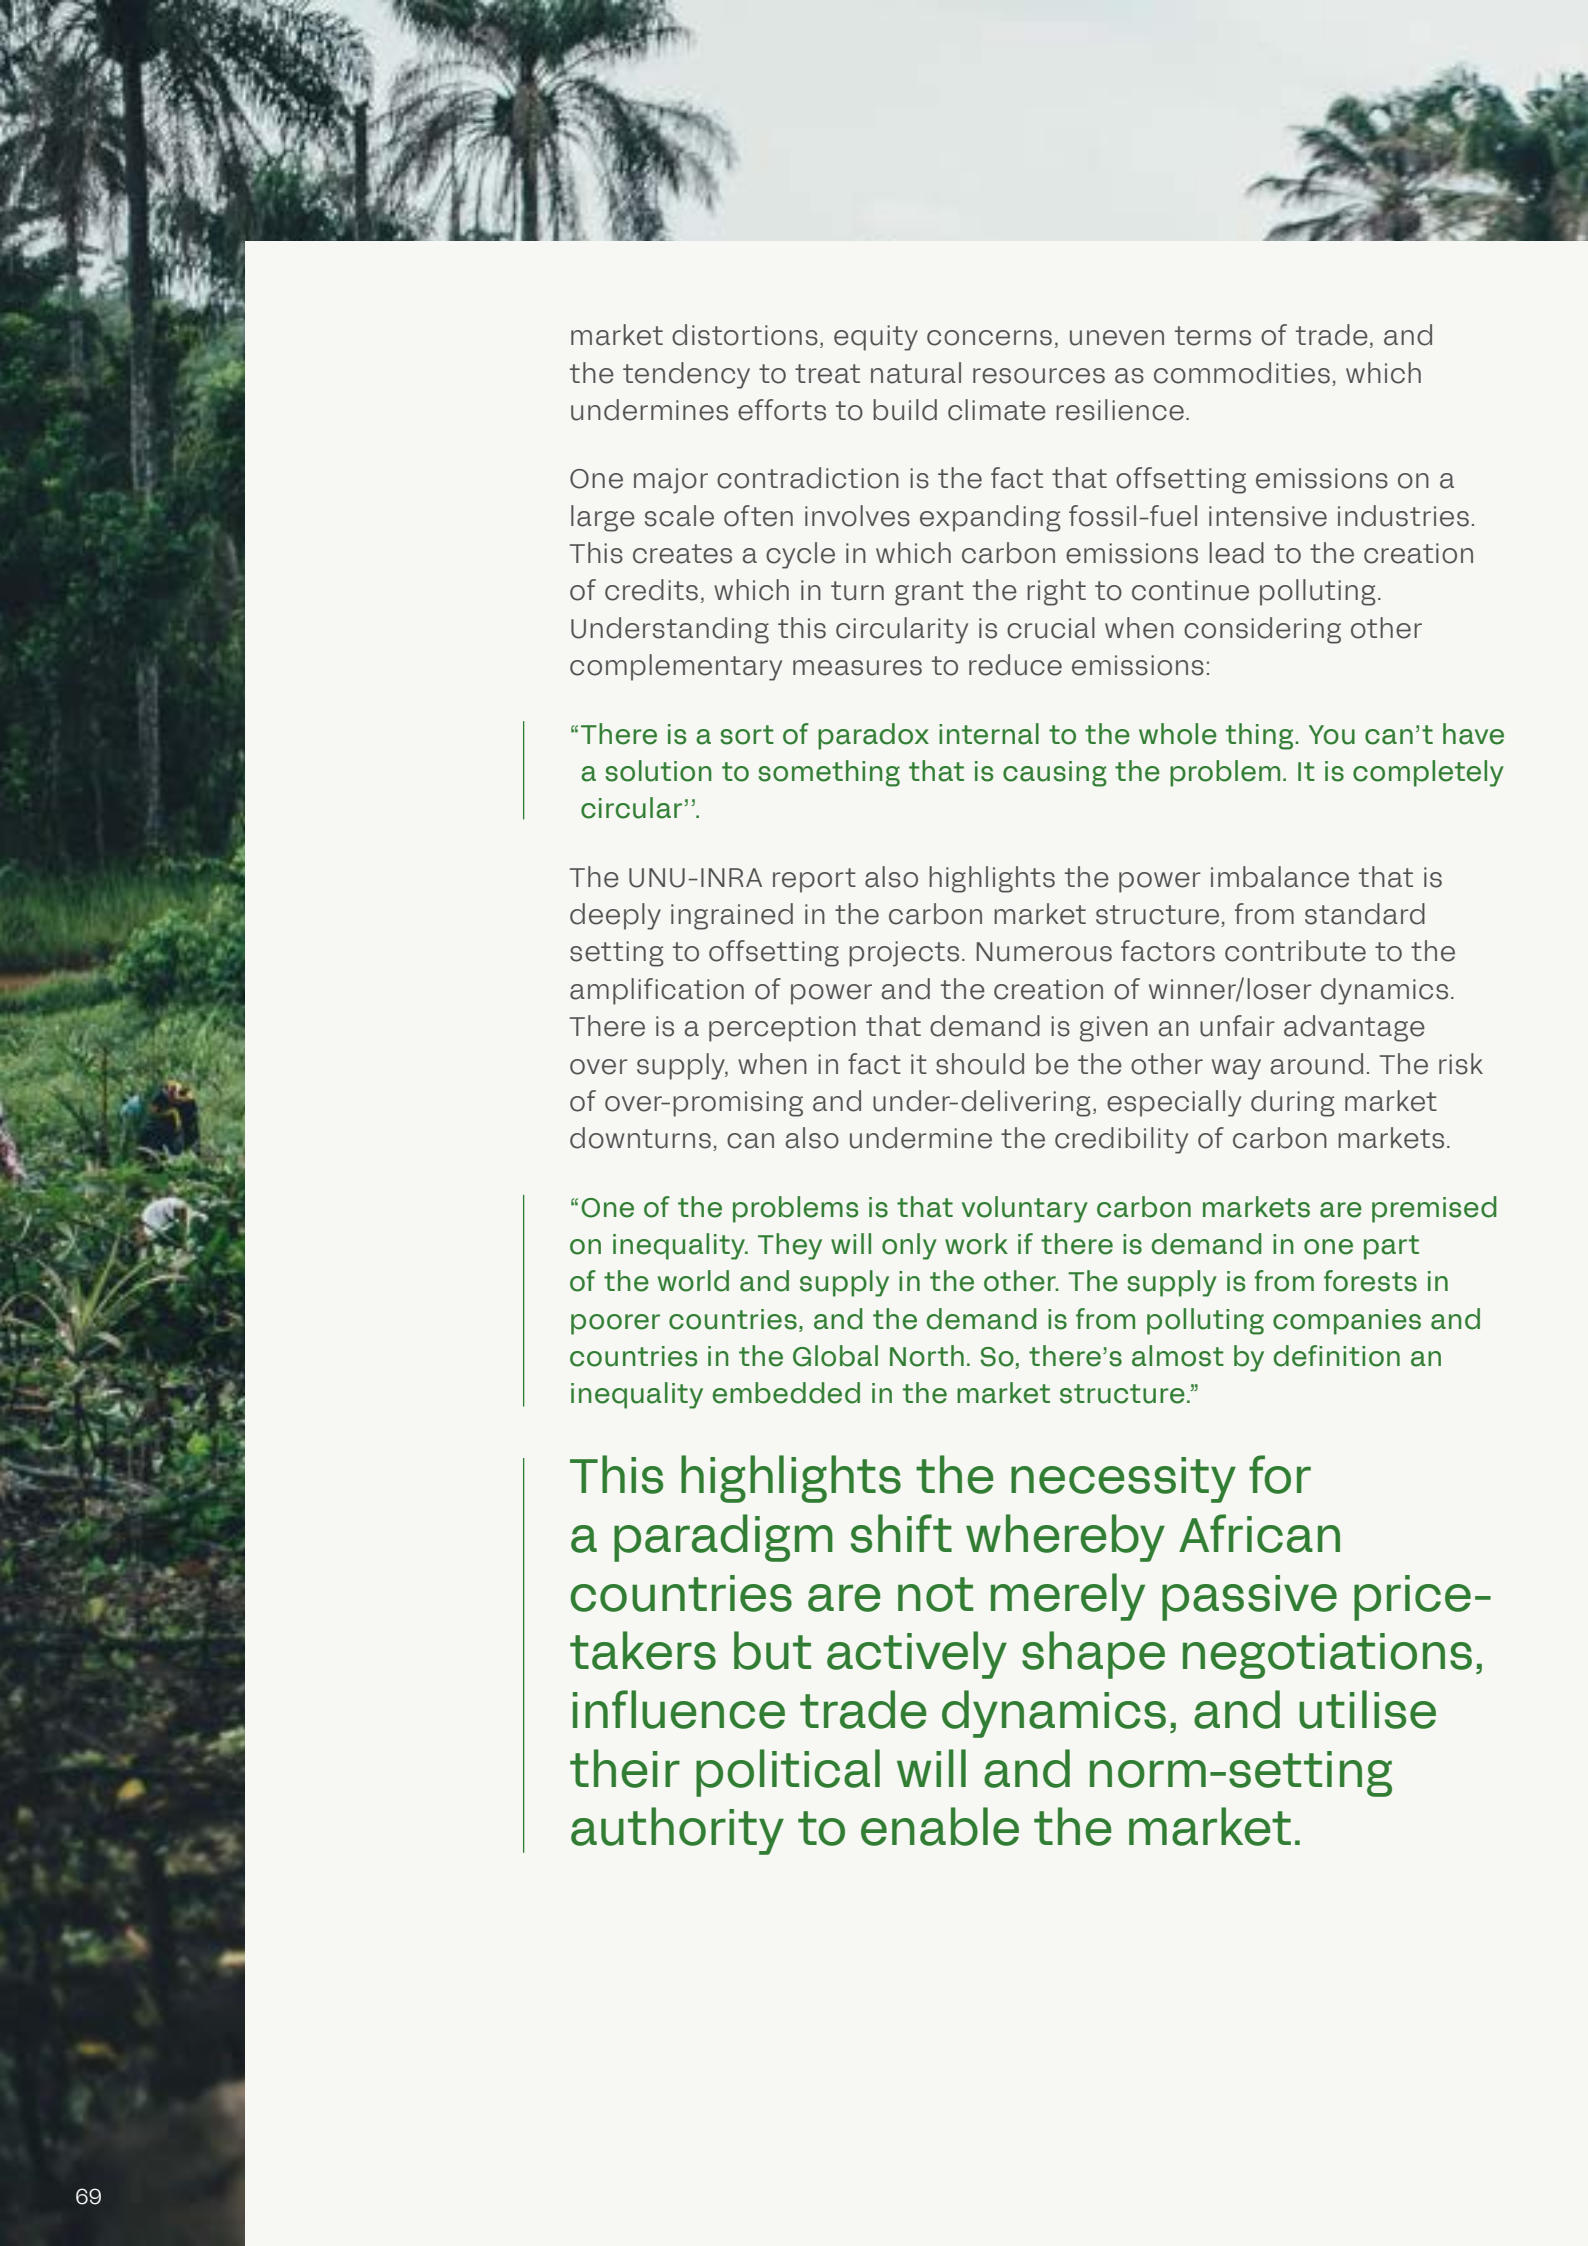 market distortions, equity concerns, uneven terms of trade, and
the tendency to treat natural resources as commodities, which
undermines efforts to build climate resilience.
One major contradiction is the fact that offsetting emissions on a
large scale often involves expanding fossil-fuel intensive industries.
This creates a cycle in which carbon emissions lead to the creation
of credits, which in turn grant the right to continue polluting.
Understanding this circularity is crucial when considering other
complementary measures to reduce emissions:
“There is a sort of paradox internal to the whole thing. You can’t have
a solution to something that is causing the problem. It is completely
circular’’.
The UNU-INRA report also highlights the power imbalance that is
deeply ingrained in the carbon market structure, from standard
setting to offsetting projects. Numerous factors contribute to the
amplification of power and the creation of winner/loser dynamics.
There is a perception that demand is given an unfair advantage
over supply, when in fact it should be the other way around. The risk
of over-promising and under-delivering, especially during market
downturns, can also undermine the credibility of carbon markets.
“One of the problems is that voluntary carbon markets are premised
on inequality. They will only work if there is demand in one part
of the world and supply in the other. The supply is from forests in
poorer countries, and the demand is from polluting companies and
countries in the Global North. So, there’s almost by definition an
inequality embedded in the market structure.”
This highlights the necessity for
a paradigm shift whereby African
countries are not merely passive price-
takers but actively shape negotiations,
influence trade dynamics, and utilise
their political will and norm-setting
authority to enable the market.
69